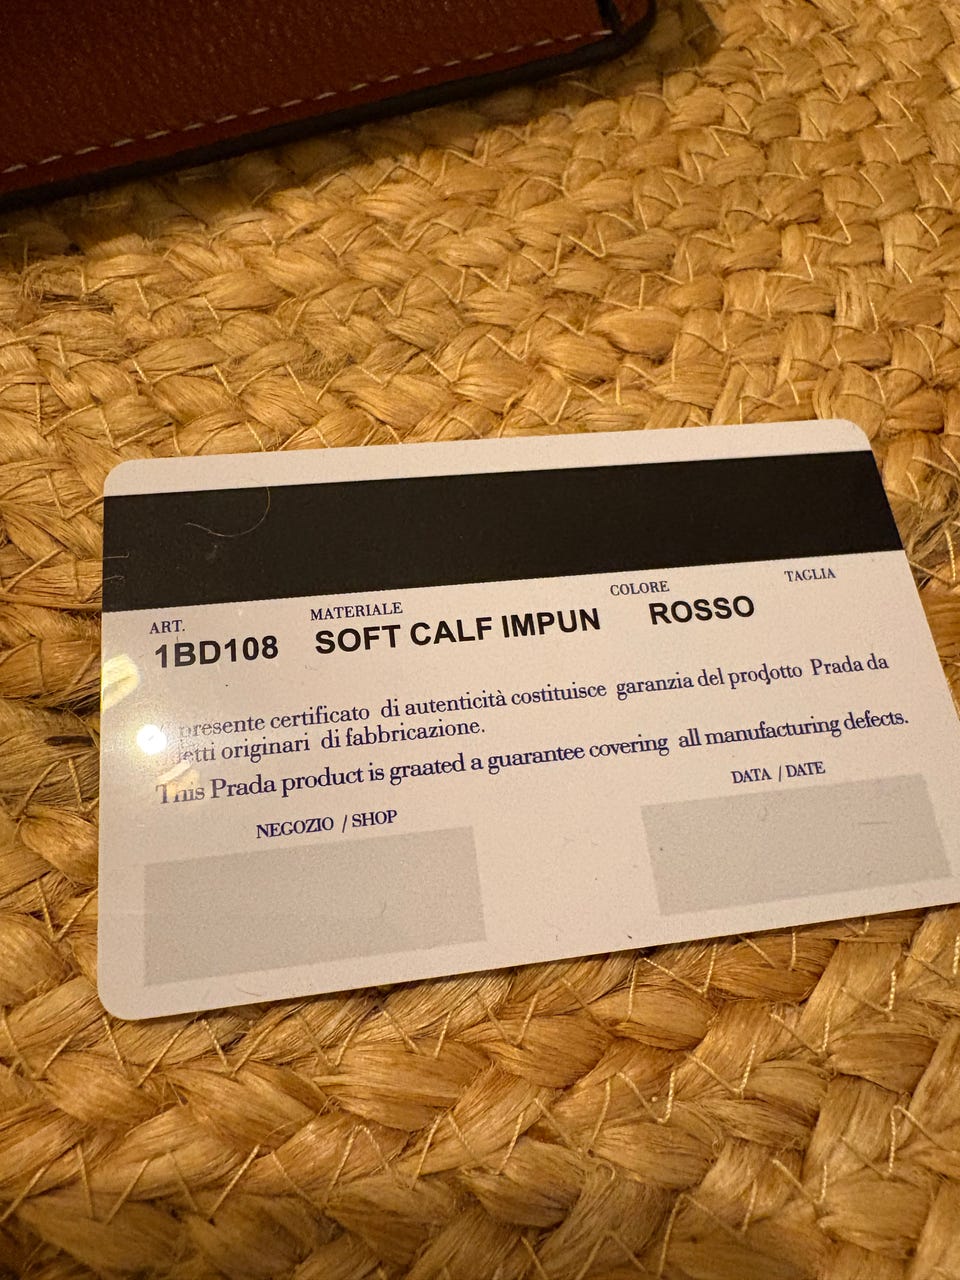 ART. MATERIALE COLORE TAGLIA
1BD108 SOFT CALF IMPUN ROSSO
presente certificato di autenticità costituisce garanzia del prodotto Prada da
originari di fabbricazione.
This Prada product is graated a guarantee covering all manufacturing defects.
NEGOZIO / SHOP DATA / DATE